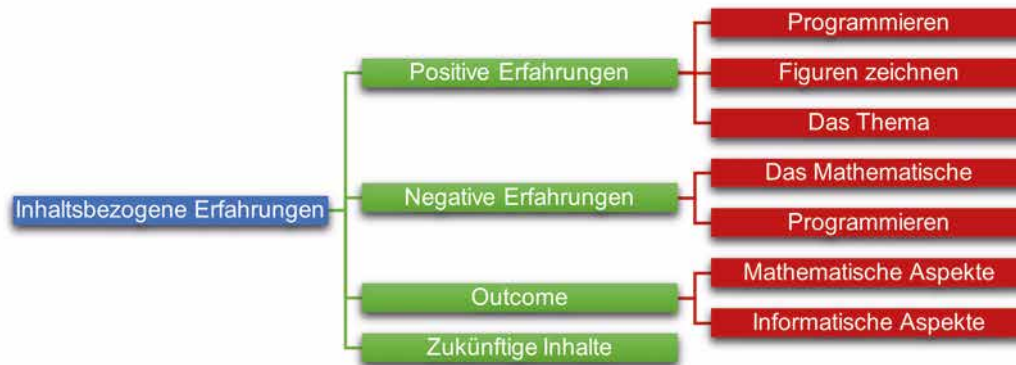 Inhaltsbezogene Erfahrungen
Positive Erfahrungen
Programmieren
Figuren zeichnen
Das Thema
Negative Erfahrungen
Das Mathematische
Programmieren
Outcome
Mathematische Aspekte
Informatische Aspekte
Zukünftige Inhalte